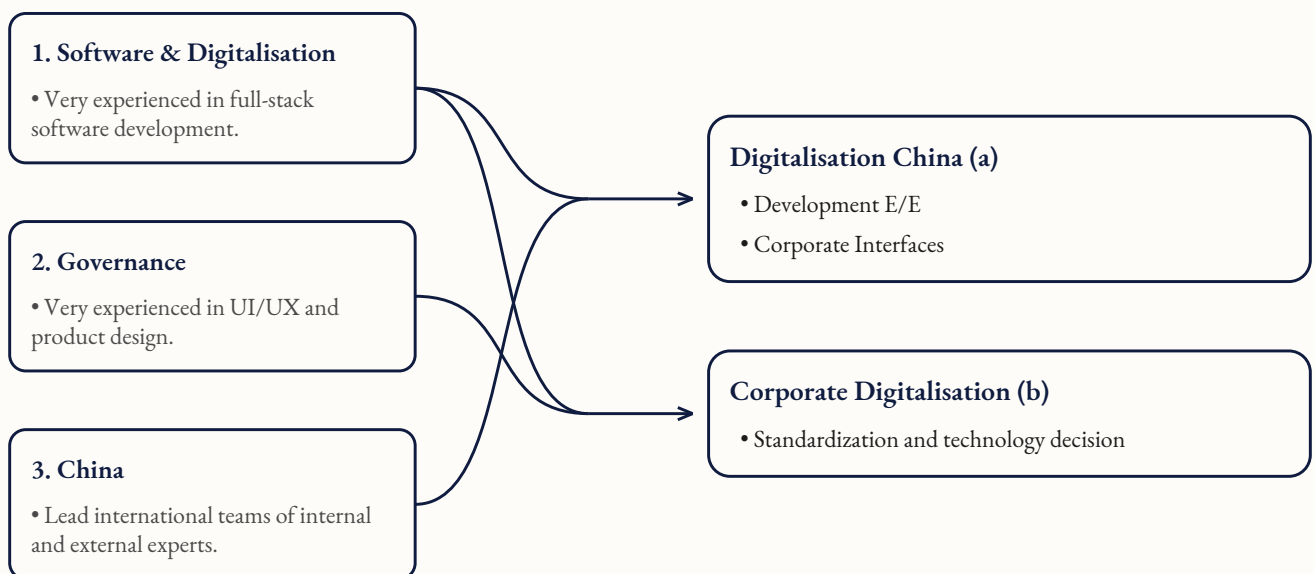 1. Software & Digitalisation
• Very experienced in full-stack
software development.
2. Governance
• Very experienced in UI/UX and
product design.
3. China
• Lead international teams of internal
and external experts.
Digitalisation China (a)
• Development E/E
• Corporate Interfaces
Corporate Digitalisation (b)
• Standardization and technology decision